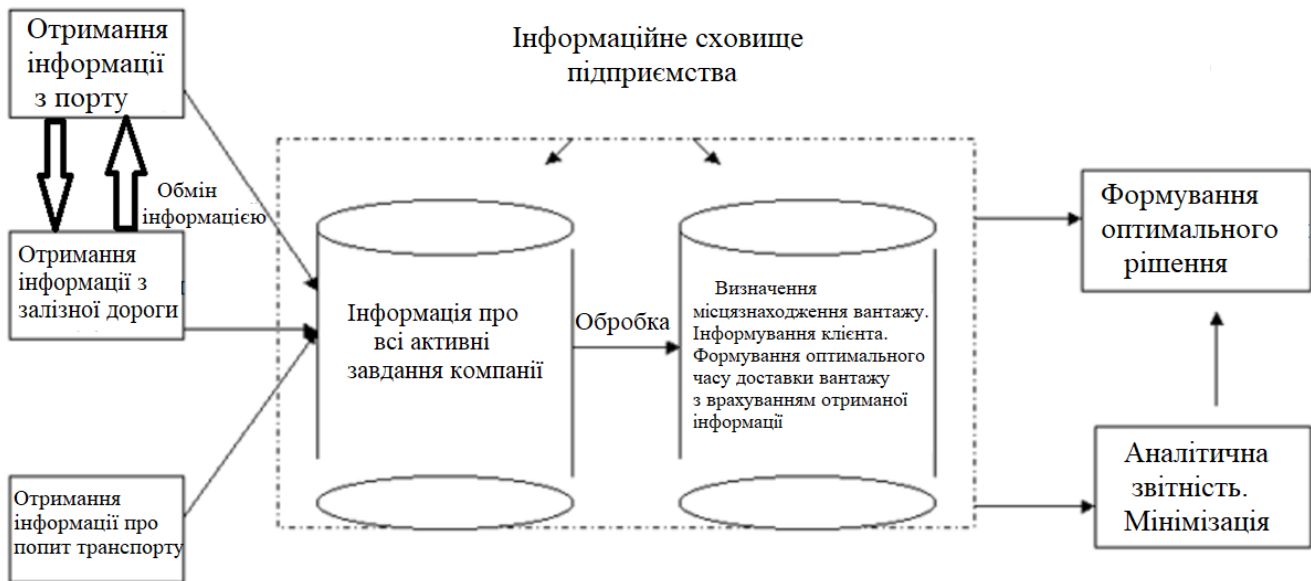 Отримання
інформації
з порту
Інформаційне сховище
підприємства
Обмін
інформацією
Отримання
інформації з
залізної дороги
Отримання
інформації про
попит транспорту
Інформація про
всі активні
завдання компанії
Обробка
Визначення
місцязнаходження вантажу.
Інформування клієнта.
Формування оптимального
часу доставки вантажу
з врахуванням отриманої
інформації
Формування
оптимального
рішення
Аналітична
звітність.
Мінімізація